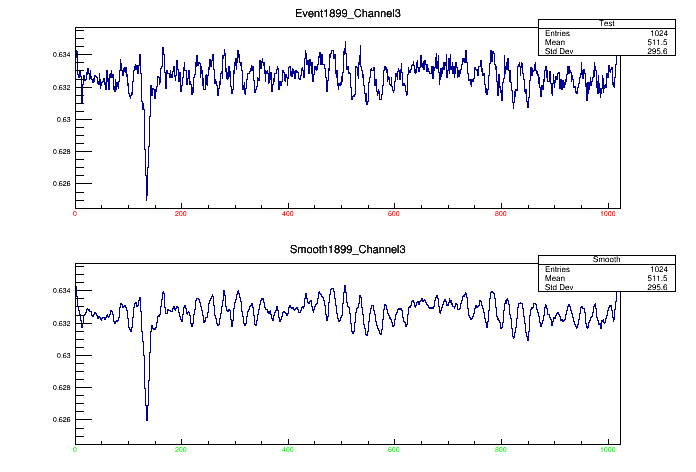 Event1899_Channel3
Test
Entries 1024
Mean 511.5
Std Dev 295.6
0.634
0.632
0.63
0.628
0.626
0 200 400 600 800 1000
Smooth1899_Channel3
Smooth
Entries 1024
Mean 511.5
Std Dev 295.6
0.634
0.632
0.63
0.628
0.626
0 200 400 600 800 1000